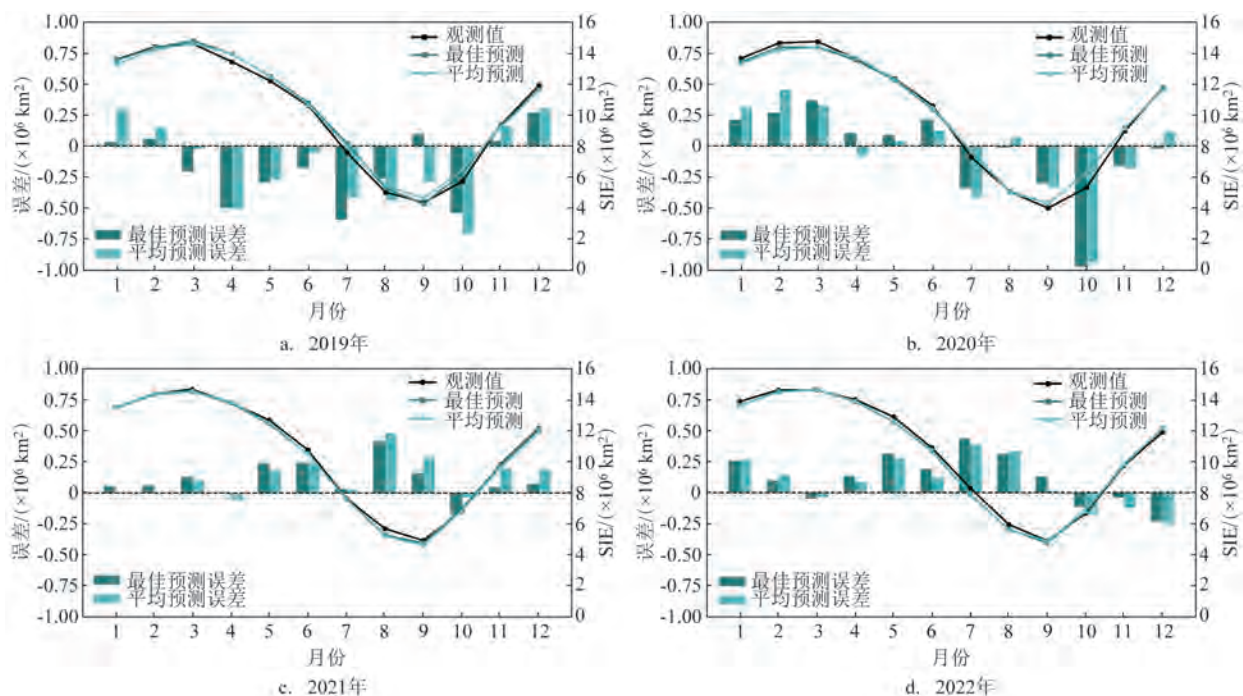 1.00
0.75
0.50
0.25
0
-0.25
-0.50
-0.75
-1.00
误差/(×10⁶ km²)
观测值
最佳预测
平均预测
最佳预测误差
平均预测误差
16
14
12
10
8
6
4
2
0
SIE/(×10⁶ km²)
1 2 3 4 5 6 7 8 9 10 11 12
月份
a. 2019年
1.00
0.75
0.50
0.25
0
-0.25
-0.50
-0.75
-1.00
误差/(×10⁶ km²)
观测值
最佳预测
平均预测
最佳预测误差
平均预测误差
16
14
12
10
8
6
4
2
0
SIE/(×10⁶ km²)
1 2 3 4 5 6 7 8 9 10 11 12
月份
b. 2020年
1.00
0.75
0.50
0.25
0
-0.25
-0.50
-0.75
-1.00
误差/(×10⁶ km²)
观测值
最佳预测
平均预测
最佳预测误差
平均预测误差
16
14
12
10
8
6
4
2
0
SIE/(×10⁶ km²)
1 2 3 4 5 6 7 8 9 10 11 12
月份
c. 2021年
1.00
0.75
0.50
0.25
0
-0.25
-0.50
-0.75
-1.00
误差/(×10⁶ km²)
观测值
最佳预测
平均预测
最佳预测误差
平均预测误差
16
14
12
10
8
6
4
2
0
SIE/(×10⁶ km²)
1 2 3 4 5 6 7 8 9 10 11 12
月份
d. 2022年